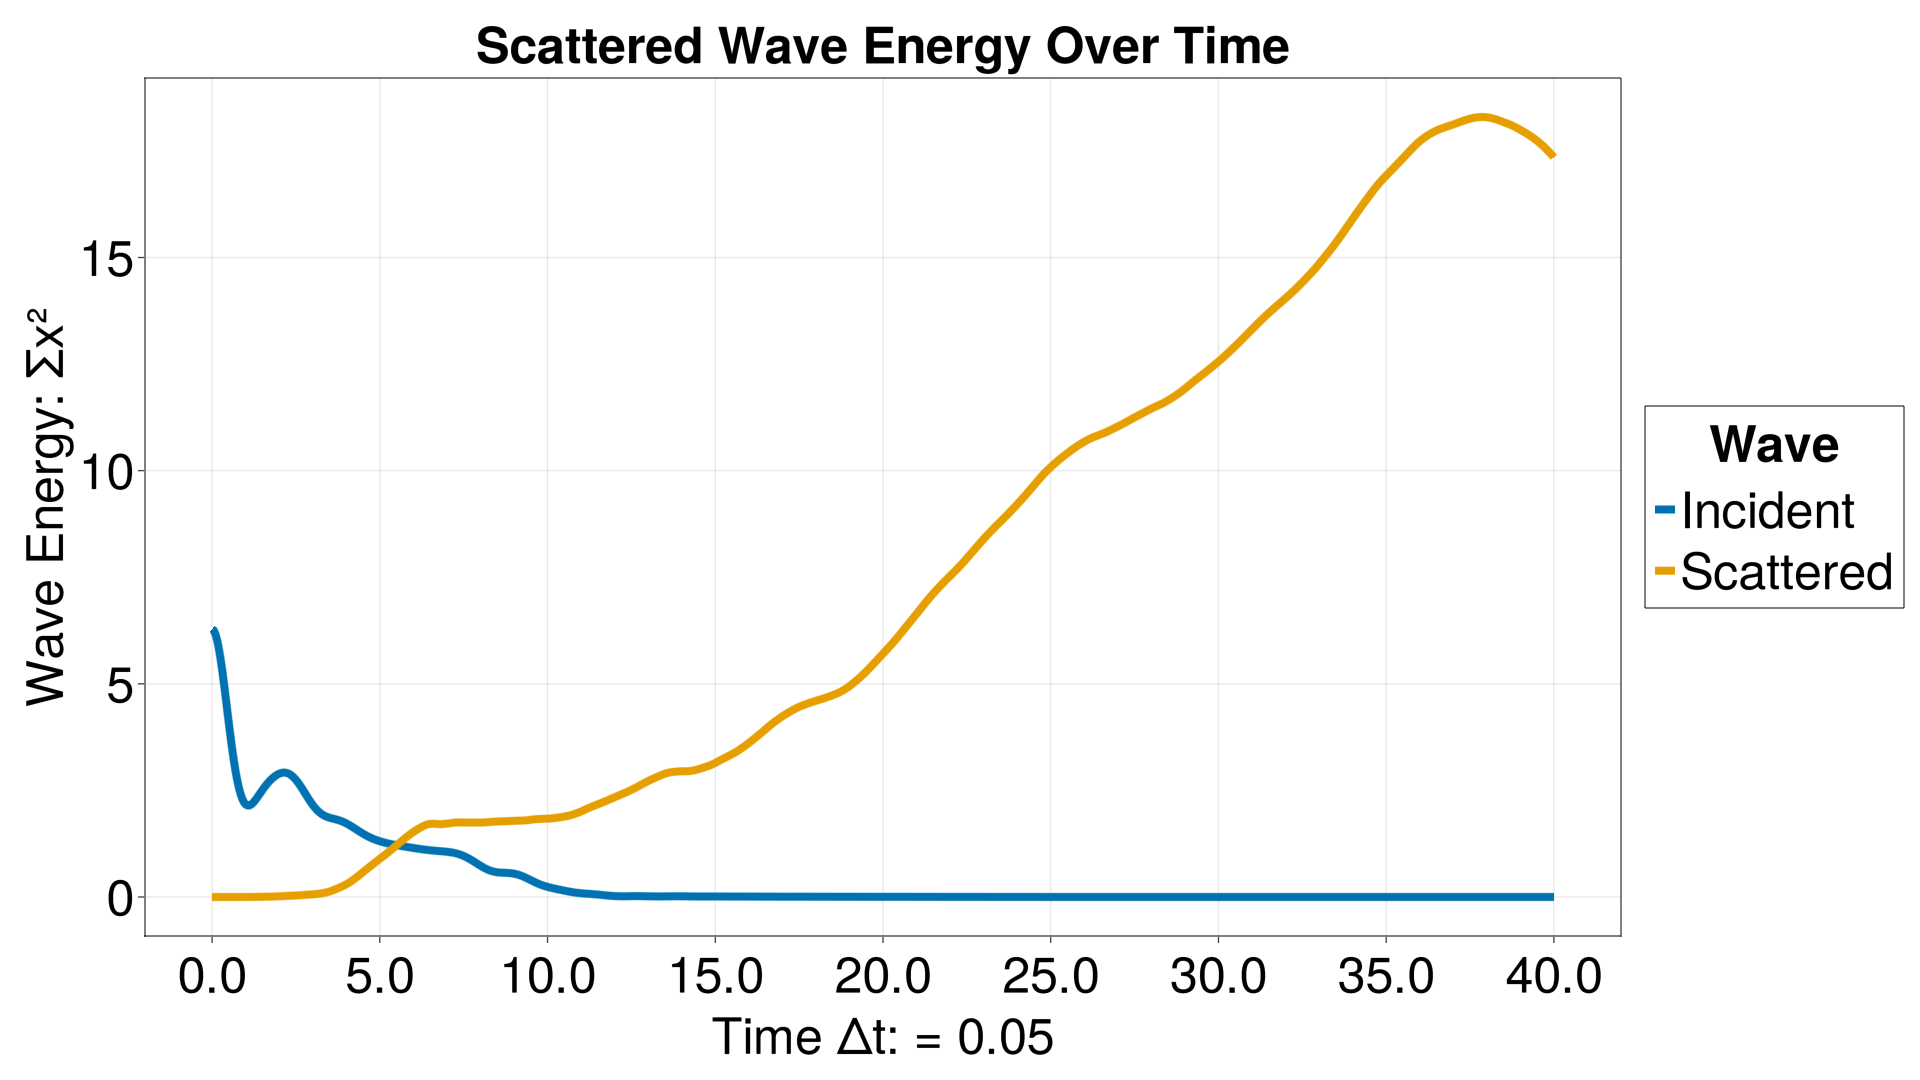 Scattered Wave Energy Over Time
Wave Energy: Σx²
15
10
5
0
0.0 5.0 10.0 15.0 20.0 25.0 30.0 35.0 40.0
Time Δt: = 0.05
Wave
Incident
Scattered